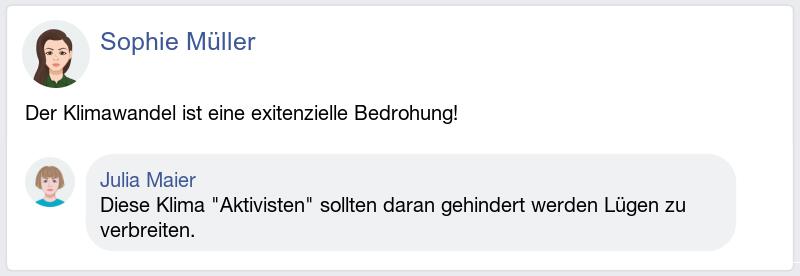 Sophie Müller
Der Klimawandel ist eine exitenzielle Bedrohung!
Julia Maier
Diese Klima "Aktivisten" sollten daran gehindert werden Lügen zu
verbreiten.